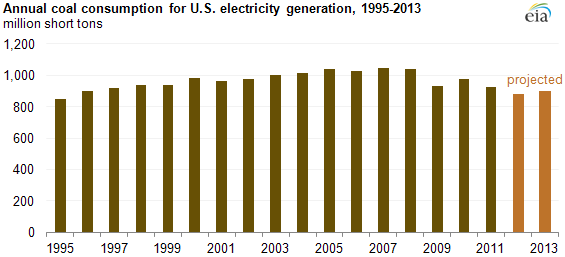 Annual coal consumption for U.S. electricity generation, 1995-2013
million short tons
eia
1,200
1,000
projected
800
600
400
200
0
1995 1997 1999 2001 2003 2005 2007 2009 2011 2013